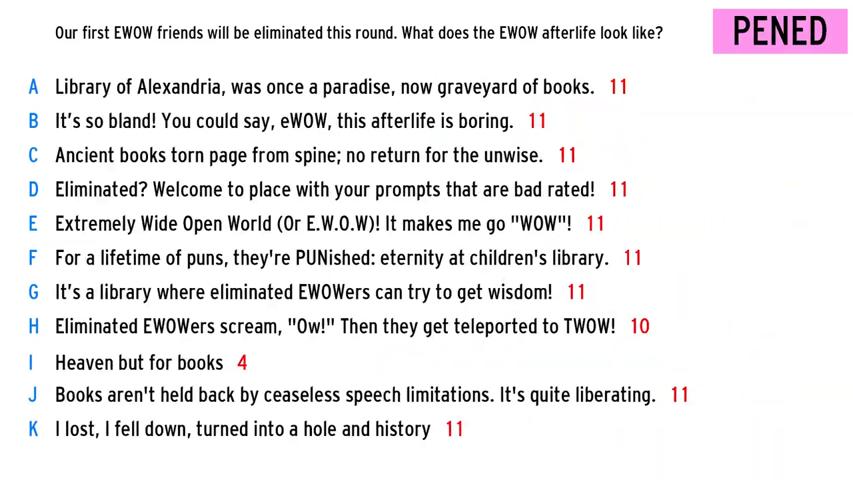 Our first EWOW friends will be eliminated this round. What does the EWOW afterlife look like?
PENED
A Library of Alexandria, was once a paradise, now graveyard of books. 11
B It's so bland! You could say, eWOW, this afterlife is boring. 11
C Ancient books torn page from spine; no return for the unwise. 11
D Eliminated? Welcome to place with your prompts that are bad rated! 11
E Extremely Wide Open World (Or E.W.O.W)! It makes me go "WOW"! 11
F For a lifetime of puns, they're PUNished: eternity at children's library. 11
G It's a library where eliminated EWOWers can try to get wisdom! 11
H Eliminated EWOWers scream, "Ow!" Then they get teleported to TWOW! 10
I Heaven but for books 4
J Books aren't held back by ceaseless speech limitations. It's quite liberating. 11
K I lost, I fell down, turned into a hole and history 11